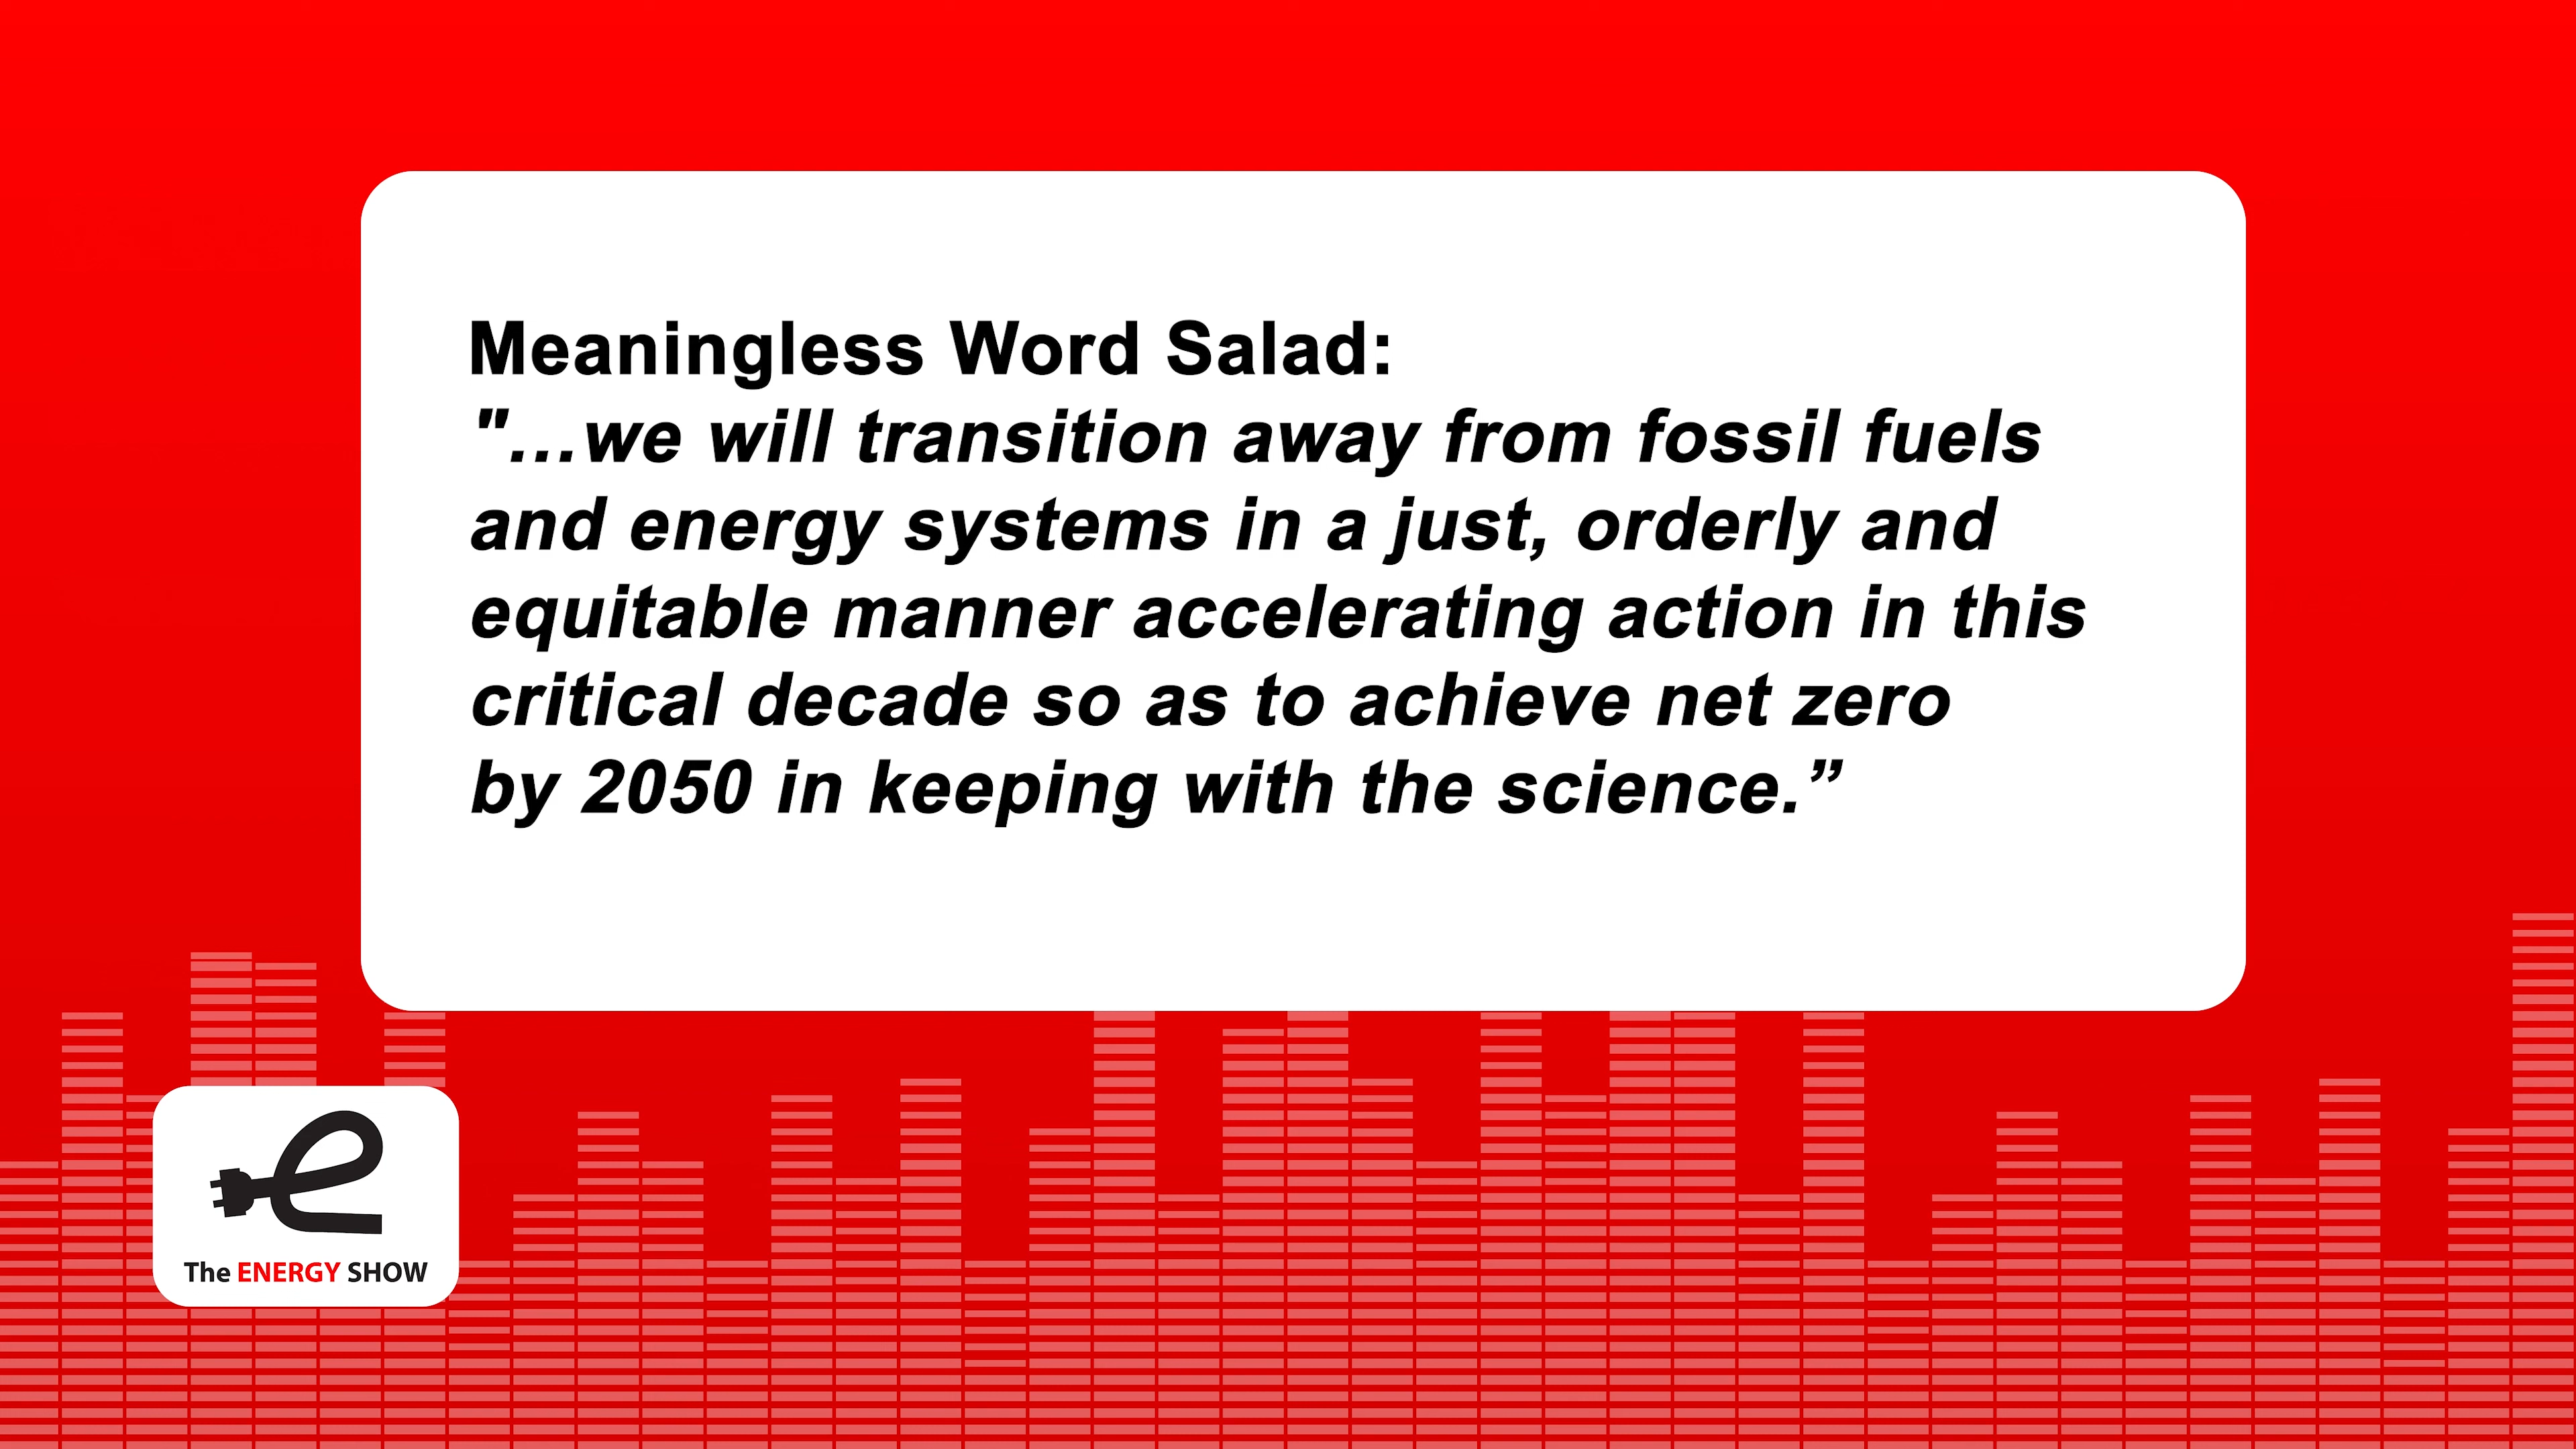 Meaningless Word Salad:
"...we will transition away from fossil fuels
and energy systems in a just, orderly and
equitable manner accelerating action in this
critical decade so as to achieve net zero
by 2050 in keeping with the science.”
The ENERGY SHOW